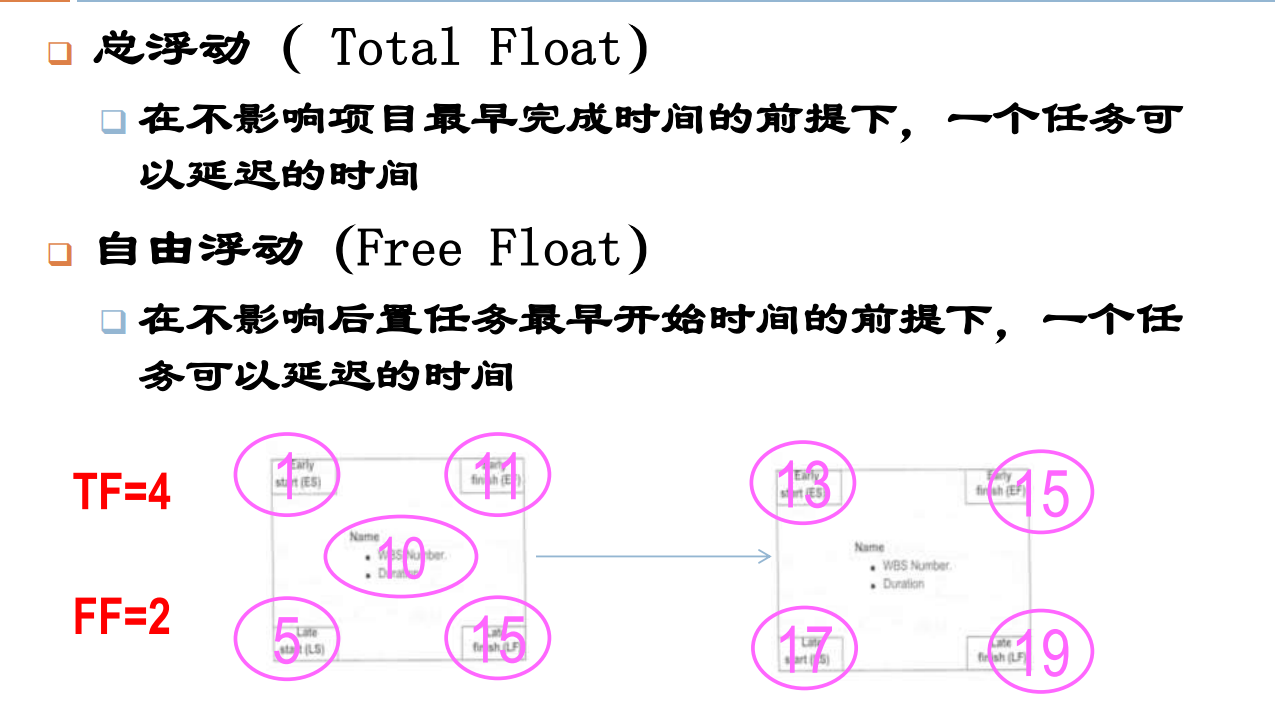 总浮动（ Total Float）
在不影响项目最早完成时间的前提下，一个任务可
以延迟的时间
自由浮动（Free Float）
在不影响后置任务最早开始时间的前提下，一个任
务可以延迟的时间
TF=4
FF=2
1
Early
start (ES)
11
Early
finish (EF)
Name
10
WBS Number.
Duration
5
Late
start (LS)
15
Late
finish (LF)
13
Early
start (ES)
15
Early
finish (EF)
Name
WBS Number.
Duration
17
Late
start (LS)
19
Late
finish (LF)